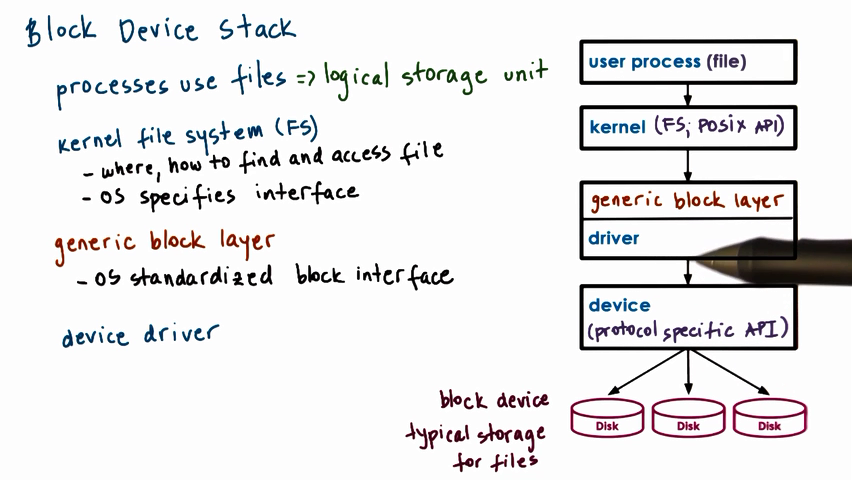 Block Device Stack
processes use files => logical storage unit
kernel file system (FS)
- where, how to find and access file
- OS specifies interface
generic block layer
- OS standardized block interface
device driver
user process (file)
kernel (FS, POSIX API)
generic block layer
driver
device
(protocol specific API)
block device
typical storage
for files
Disk
Disk
Disk